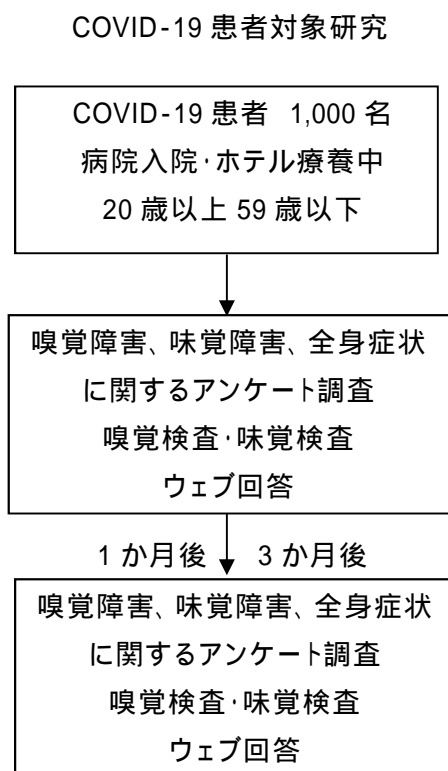 COVID-19 患者対象研究
COVID-19 患者 1,000 名
病院入院・ホテル療養中
20 歳以上 59 歳以下
嗅覚障害、味覚障害、全身症状
に関するアンケート調査
嗅覚検査・味覚検査
ウェブ回答
1 か月後 3 か月後
嗅覚障害、味覚障害、全身症状
に関するアンケート調査
嗅覚検査・味覚検査
ウェブ回答